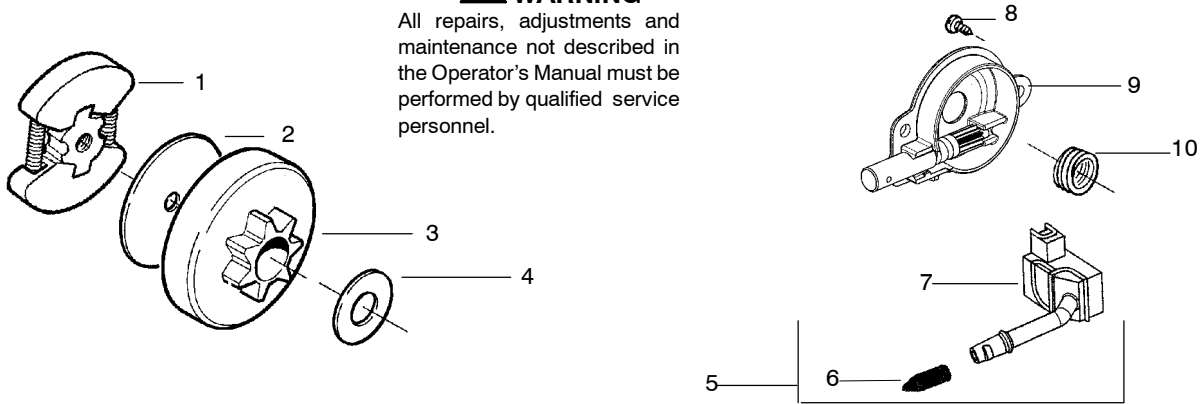 WARNING
All repairs, adjustments and
maintenance not described in
the Operator's Manual must be
performed by qualified service
personnel.
1
2
3
4
8
9
10
7
6
5